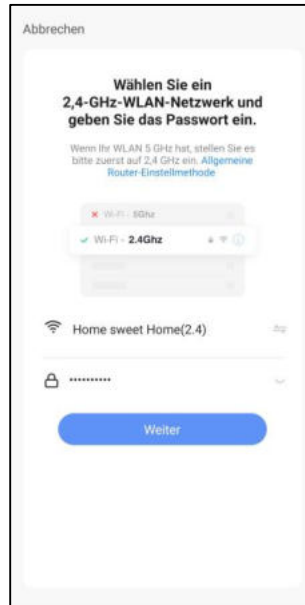 Abbrechen
Wählen Sie ein
2,4-GHz-WLAN-Netzwerk und
geben Sie das Passwort ein.
Wenn Ihr WLAN 5 GHz hat, stellen Sie es
bitte zuerst auf 2,4 GHz ein. Allgemeine
Router-Einstellmethode
Wi-Fi - 5Ghz
Wi-Fi - 2.4Ghz
Home sweet Home(2.4)
••••••••••
Weiter